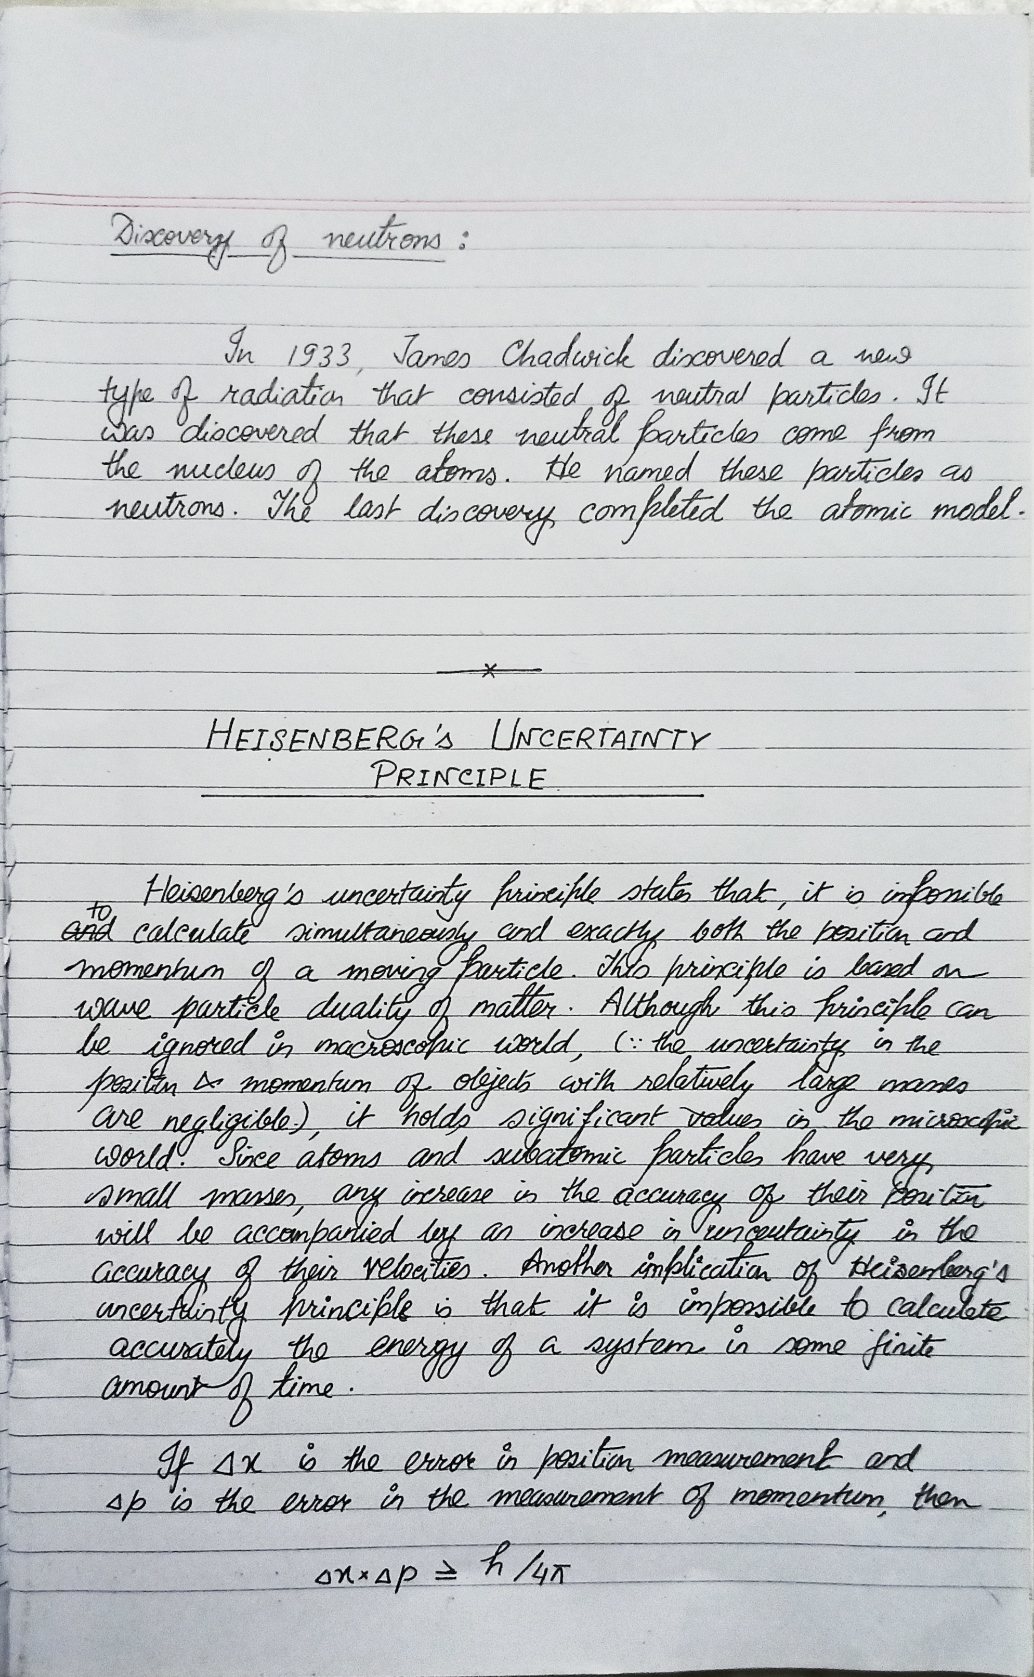 Discovery of neutrons :
In 1933, James Chadwick discovered a new
type of radiation that consisted of neutral particles. It
was discovered that these neutral particles come from
the nucleus of the atoms. He named these particles as
neutrons. The last discovery completed the atomic model.
x
HEISENBERG's UNCERTAINTY
PRINCIPLE
Heisenberg's uncertainty principle states that, it is impossible
to
and calculate simultaneously and exactly both the position and
momentum of a moving particle. This principle is based on
wave particle duality of matter. Although this principle can
be ignored in macroscopic world, (∵ the uncertainty in the
position & momentum of objects with relatively large masses
are negligible.), it holds significant values in the microscopic
world. Since atoms and subatomic particles have very
small masses, any increase in the accuracy of their position
will be accompanied by an increase in uncertainty in the
accuracy of their velocities. Another implication of Heisenberg's
uncertainty principle is that it is impossible to calculate
accurately the energy of a system in some finite
amount of time.
If Δx is the error in position measurement and
Δp is the error in the measurement of momentum, then
Δx × Δp ≥ h/4π